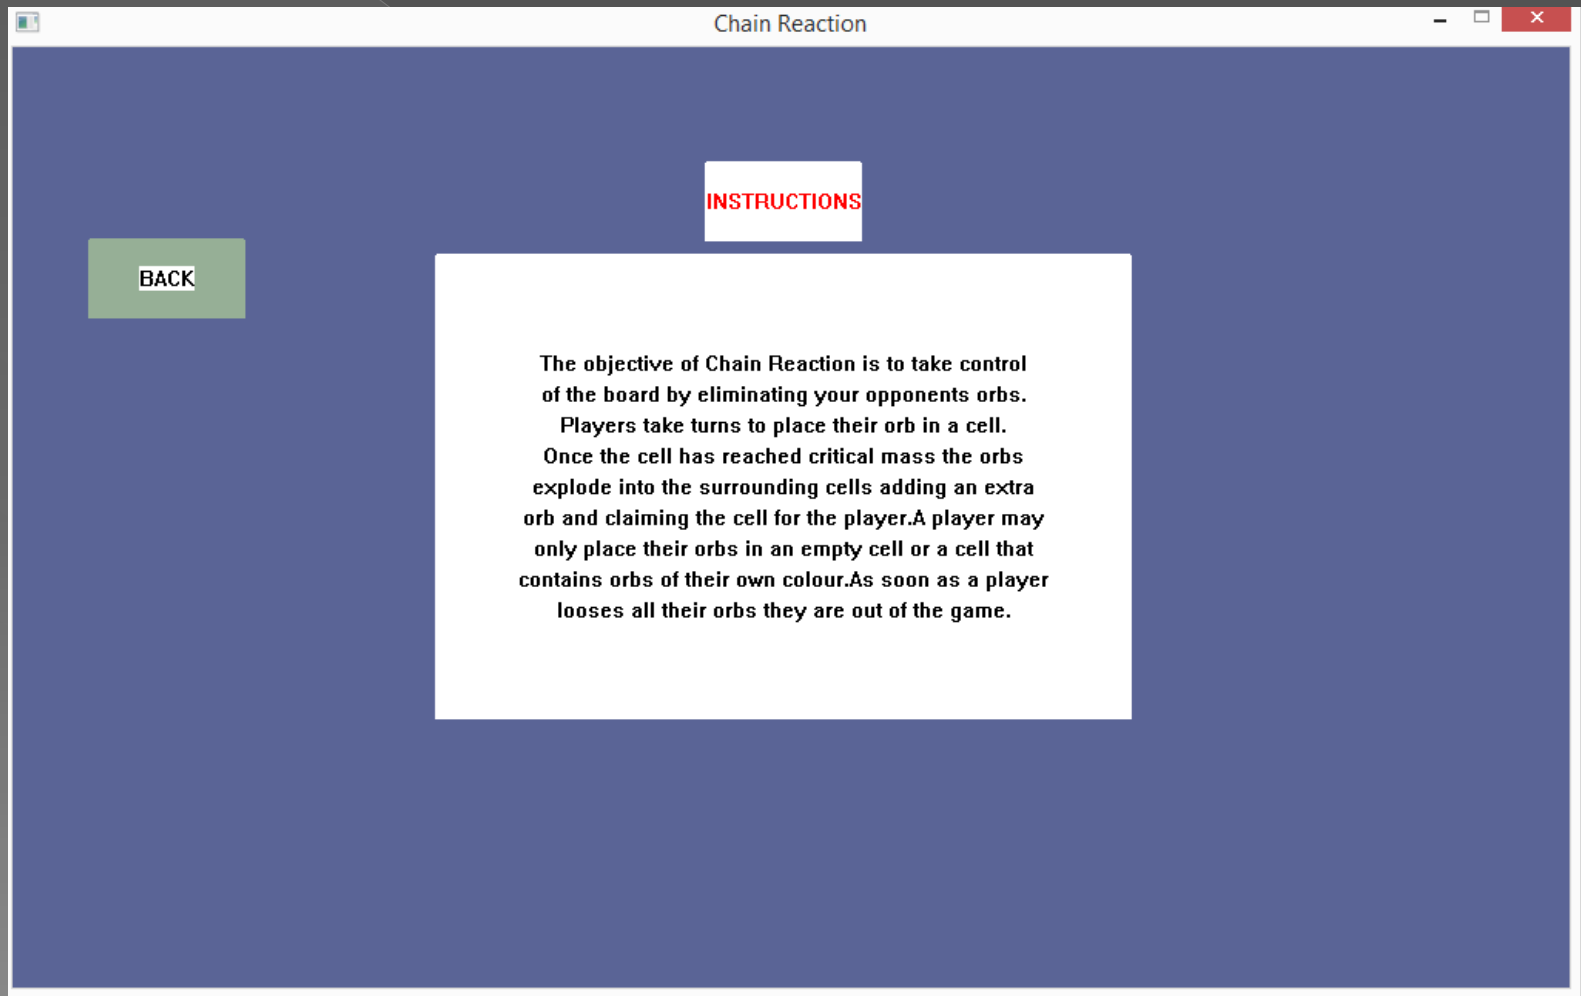 Chain Reaction
INSTRUCTIONS
BACK
The objective of Chain Reaction is to take control
of the board by eliminating your opponents orbs.
Players take turns to place their orb in a cell.
Once the cell has reached critical mass the orbs
explode into the surrounding cells adding an extra
orb and claiming the cell for the player.A player may
only place their orbs in an empty cell or a cell that
contains orbs of their own colour.As soon as a player
looses all their orbs they are out of the game.